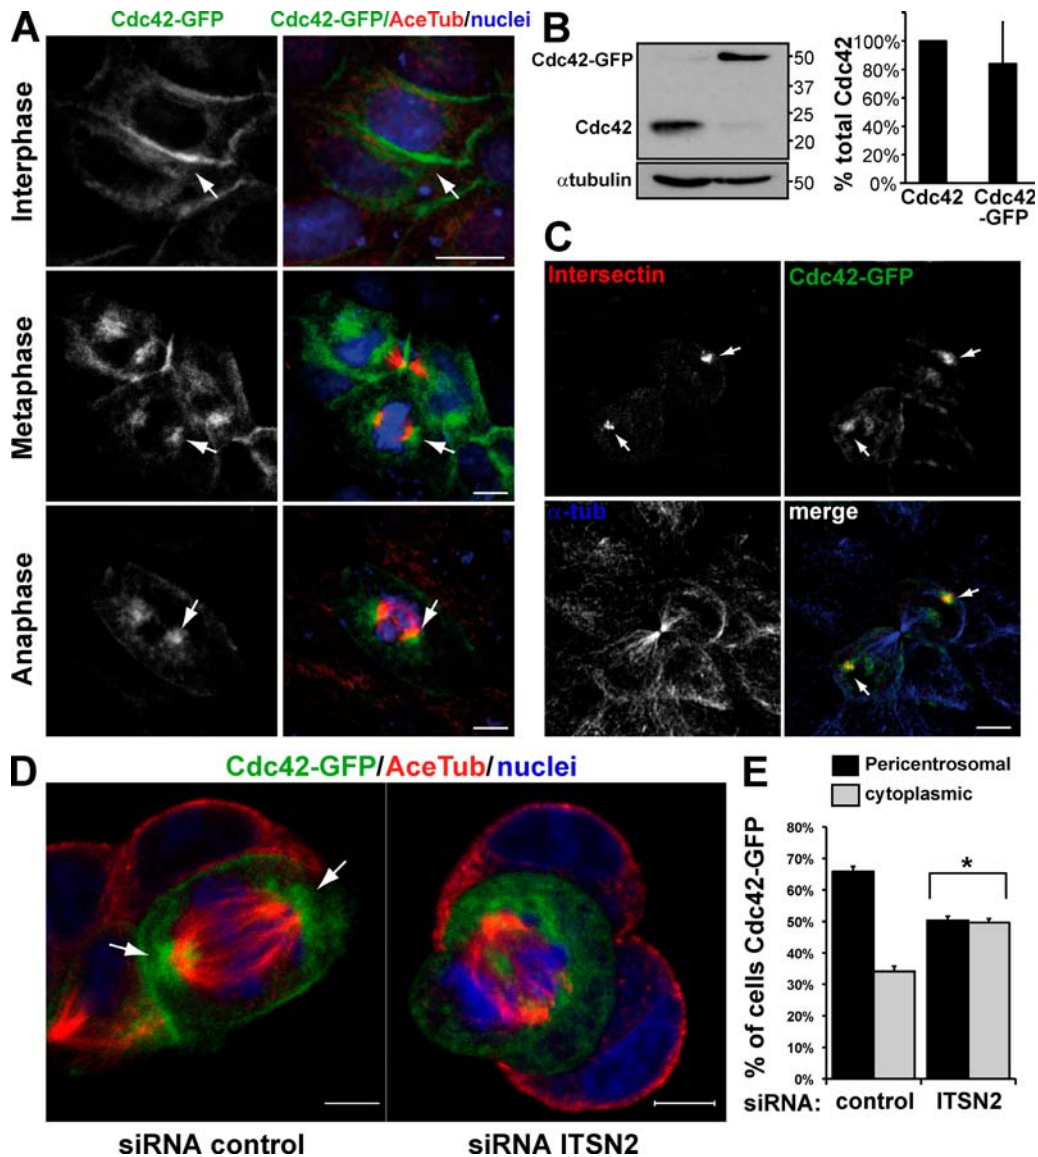 A
Cdc42-GFP
Cdc42-GFP/AceTub/nuclei
Interphase
Metaphase
Anaphase
B
Cdc42-GFP
Cdc42
αtubulin
50
37
25
20
50
% total Cdc42
100%
80%
60%
40%
20%
0%
Cdc42
Cdc42
-GFP
C
Intersectin
Cdc42-GFP
α-tub
merge
D
Cdc42-GFP/AceTub/nuclei
siRNA control
siRNA ITSN2
E
Pericentrosomal
cytoplasmic
% of cells Cdc42-GFP
80%
70%
60%
50%
40%
30%
20%
10%
0%
*
siRNA: control ITSN2